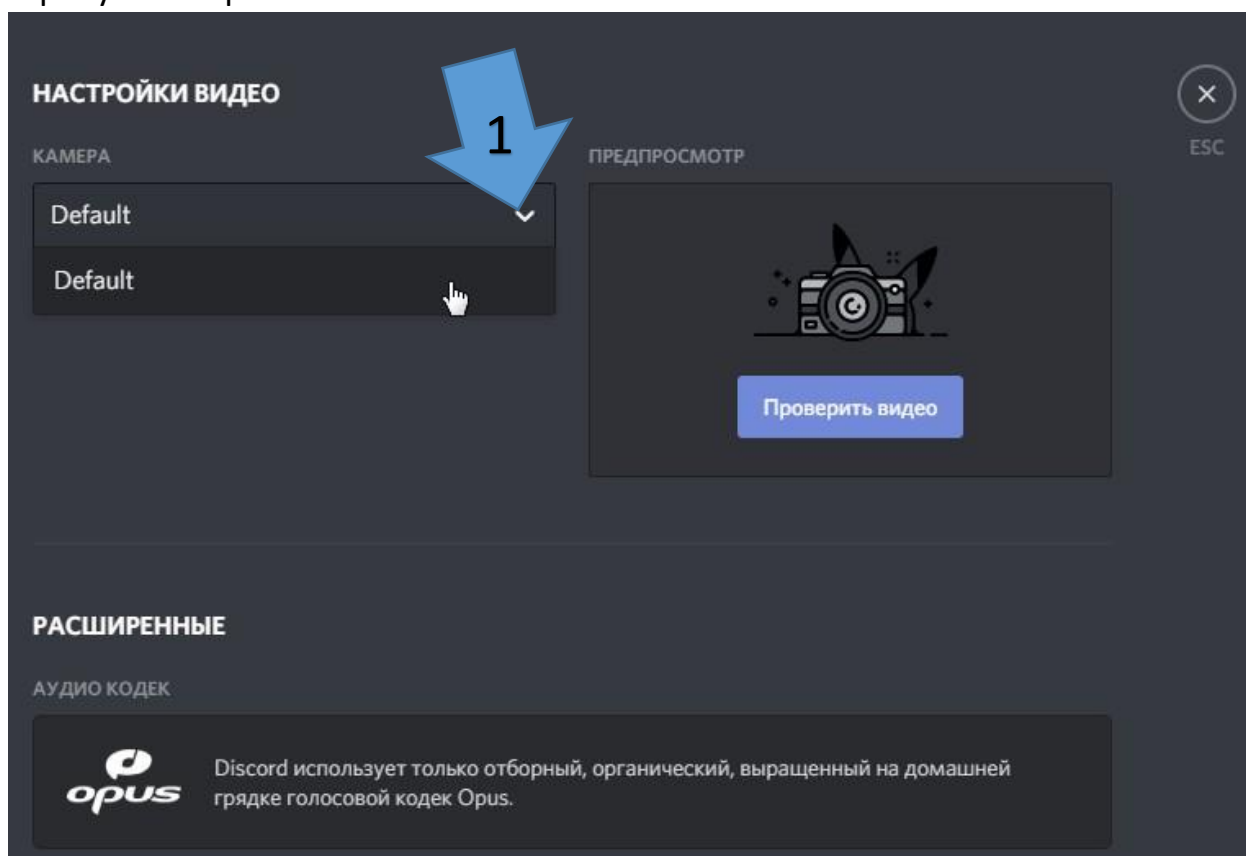 НАСТРОЙКИ ВИДЕО
1
КАМЕРА
ПРЕДПРОСМОТР
ESC
Default
Default
Проверить видео
РАСШИРЕННЫЕ
АУДИО КОДЕК
opus
Discord использует только отборный, органический, выращенный на домашней
грядке голосовой кодек Opus.